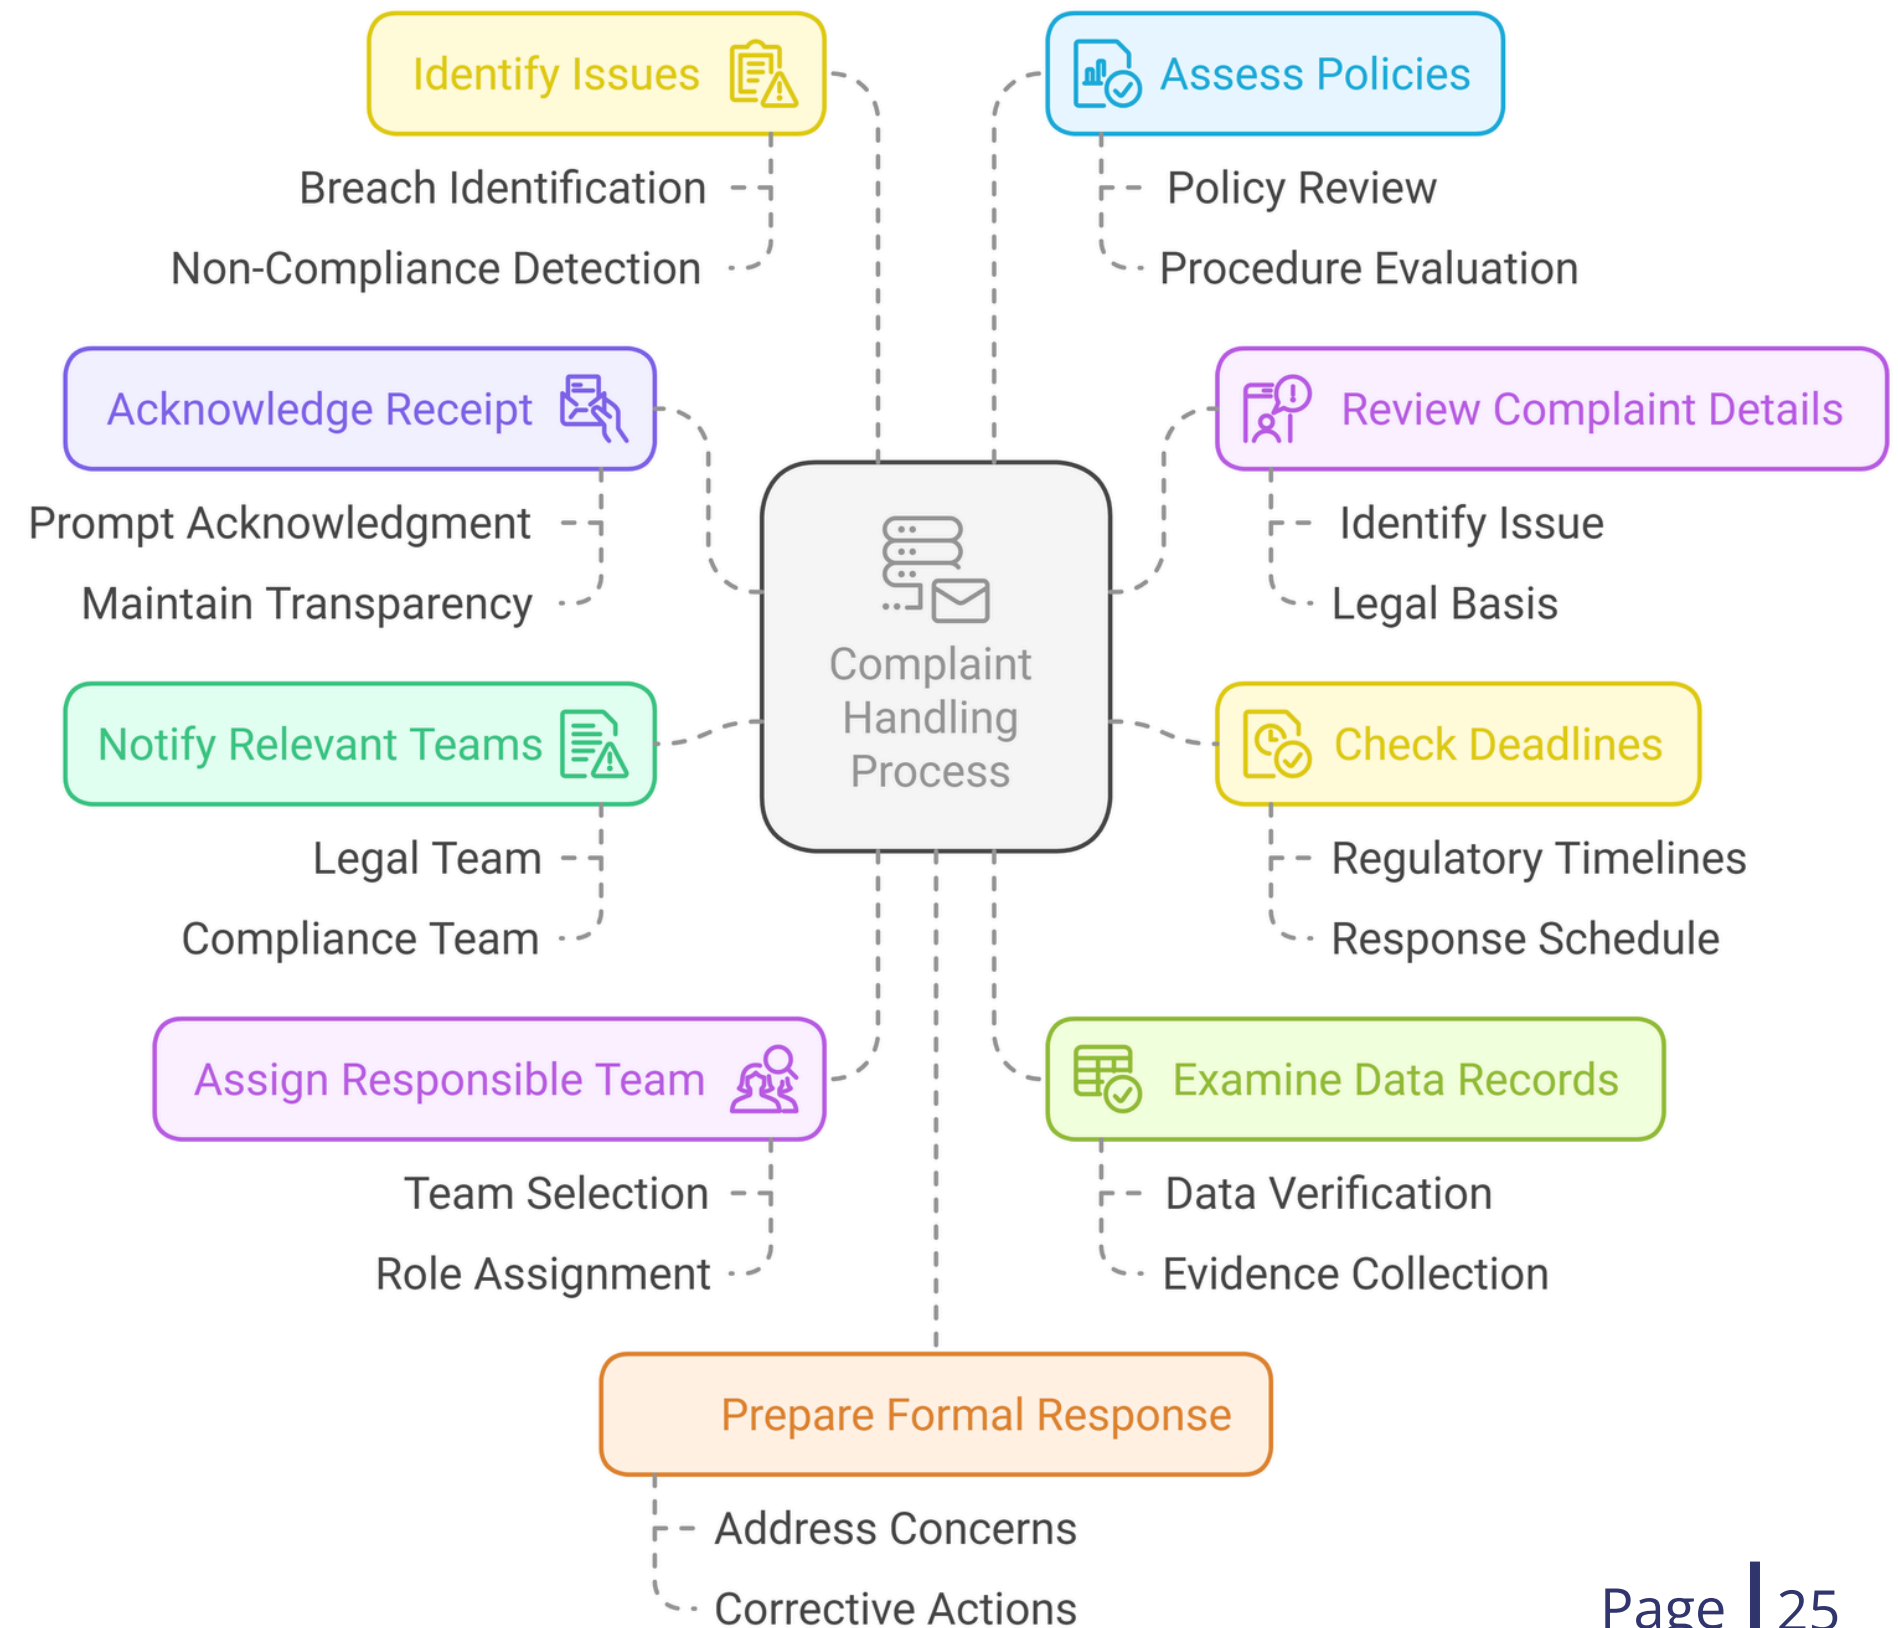 Identify Issues
Breach Identification
Non-Compliance Detection
Assess Policies
Policy Review
Procedure Evaluation
Acknowledge Receipt
Prompt Acknowledgment
Maintain Transparency
Review Complaint Details
Identify Issue
Legal Basis
Complaint
Handling
Process
Notify Relevant Teams
Legal Team
Compliance Team
Check Deadlines
Regulatory Timelines
Response Schedule
Assign Responsible Team
Team Selection
Role Assignment
Examine Data Records
Data Verification
Evidence Collection
Prepare Formal Response
Address Concerns
Corrective Actions
Page | 25